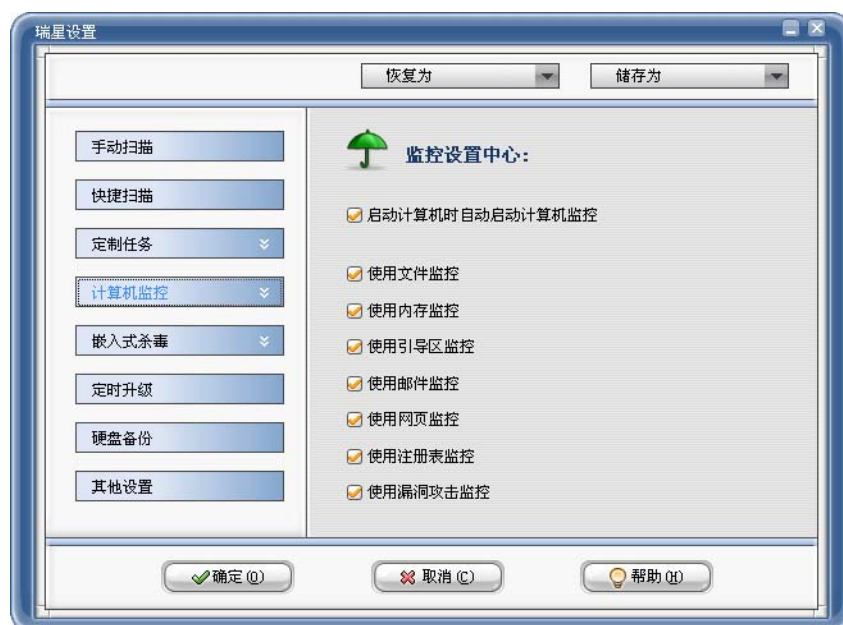 瑞星设置
恢复为
储存为
手动扫描
快捷扫描
定制任务
计算机监控
嵌入式杀毒
定时升级
硬盘备份
其他设置
监控设置中心:
启动计算机时自动启动计算机监控
使用文件监控
使用内存监控
使用引导区监控
使用邮件监控
使用网页监控
使用注册表监控
使用漏洞攻击监控
确定(O)
取消(C)
帮助(H)